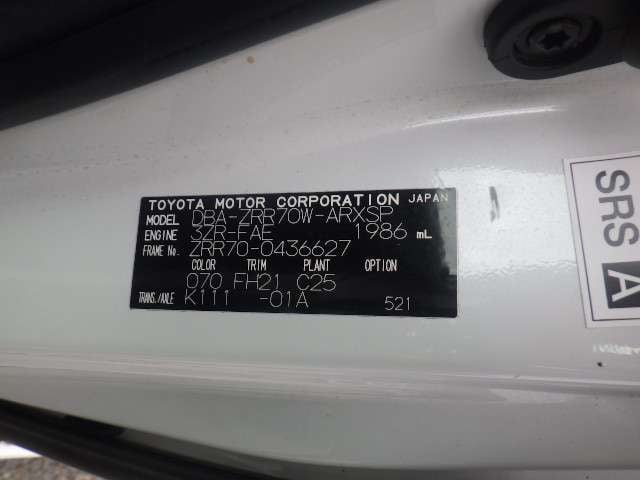 TOYOTA MOTOR CORPORATION JAPAN
MODEL DBA-ZRR70W-ARXSP
ENGINE 3ZR-FAE 1986 mL
FRAME No. ZRR70-0436627
COLOR TRIM PLANT OPTION
070 FH21 C25
TRANS./AXLE K111 -01A 521
SRS A